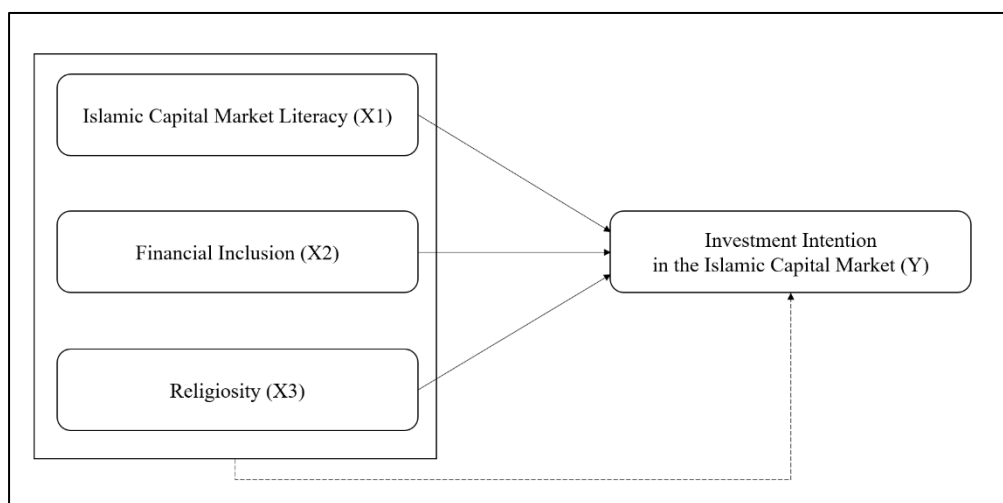 Islamic Capital Market Literacy (X1)
Financial Inclusion (X2)
Religiosity (X3)
Investment Intention
in the Islamic Capital Market (Y)